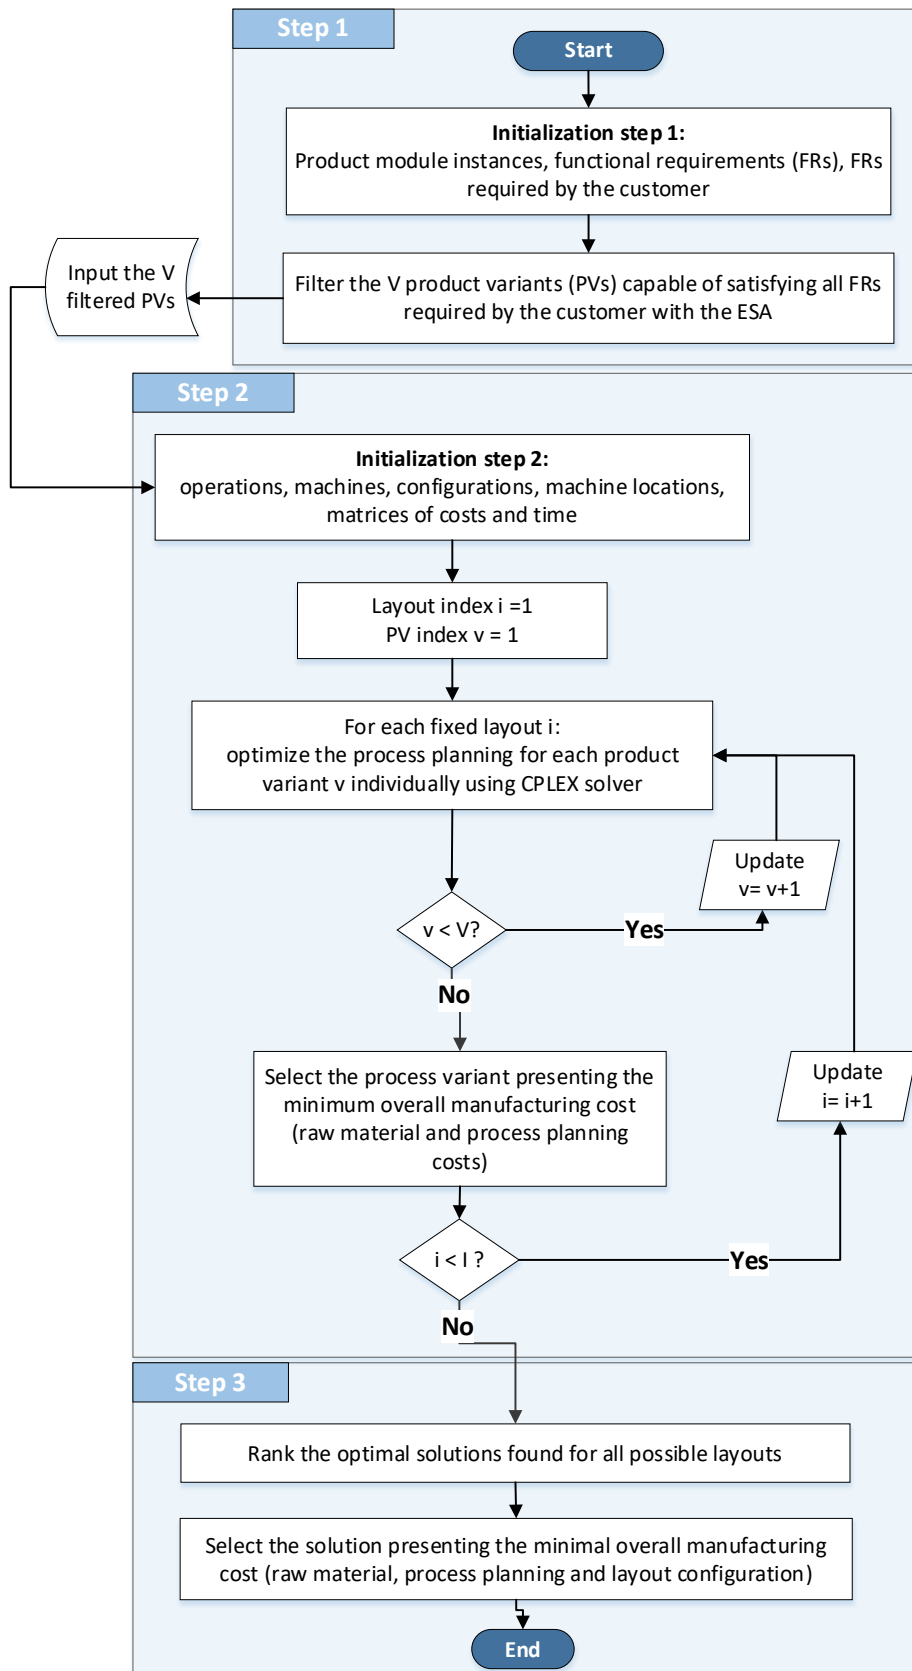 Step 1
Start
Initialization step 1:
Product module instances, functional requirements (FRs), FRs
required by the customer
Input the V
filtered PVs
Filter the V product variants (PVs) capable of satisfying all FRs
required by the customer with the ESA
Step 2
Initialization step 2:
operations, machines, configurations, machine locations,
matrices of costs and time
Layout index i =1
PV index v = 1
For each fixed layout i:
optimize the process planning for each product
variant v individually using CPLEX solver
Update
v= v+1
v < V?
Yes
No
Select the process variant presenting the
minimum overall manufacturing cost
(raw material and process planning
costs)
Update
i= i+1
i < I ?
Yes
No
Step 3
Rank the optimal solutions found for all possible layouts
Select the solution presenting the minimal overall manufacturing
cost (raw material, process planning and layout configuration)
End